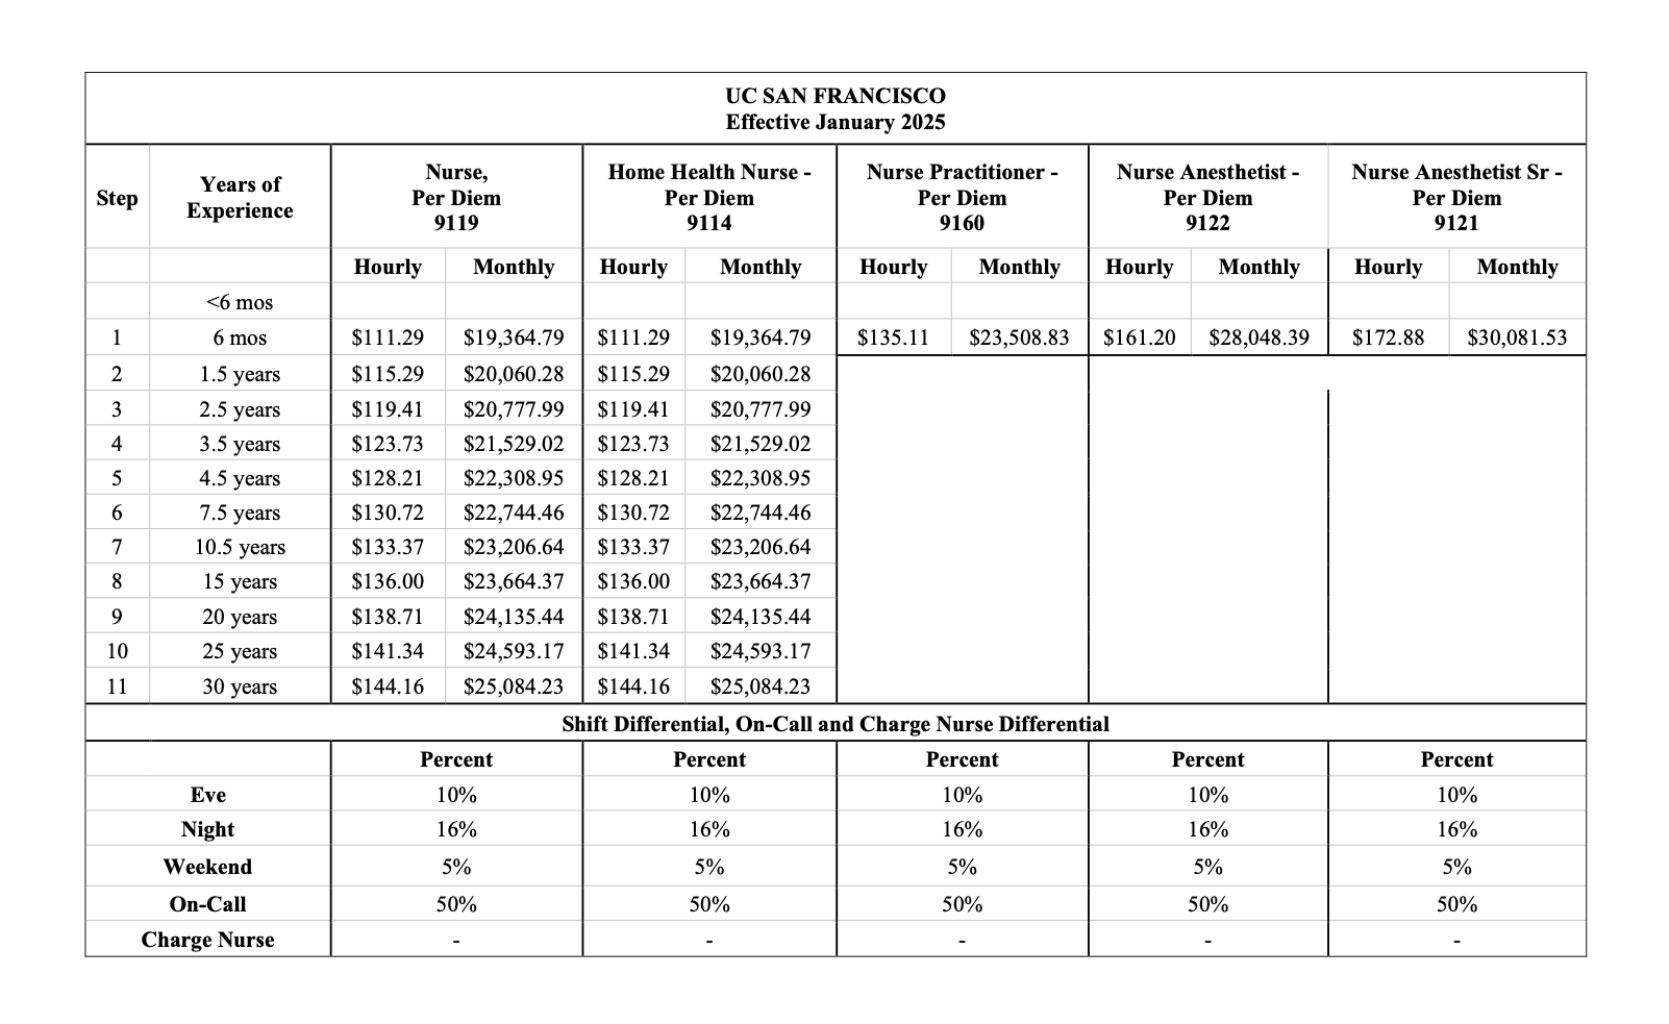 UC SAN FRANCISCO
Effective January 2025
Step Years of Experience Nurse, Per Diem 9119 Home Health Nurse - Per Diem 9114 Nurse Practitioner - Per Diem 9160 Nurse Anesthetist - Per Diem 9122 Nurse Anesthetist Sr - Per Diem 9121
Hourly Monthly Hourly Monthly Hourly Monthly Hourly Monthly Hourly Monthly
<6 mos
1 6 mos $111.29 $19,364.79 $111.29 $19,364.79 $135.11 $23,508.83 $161.20 $28,048.39 $172.88 $30,081.53
2 1.5 years $115.29 $20,060.28 $115.29 $20,060.28
3 2.5 years $119.41 $20,777.99 $119.41 $20,777.99
4 3.5 years $123.73 $21,529.02 $123.73 $21,529.02
5 4.5 years $128.21 $22,308.95 $128.21 $22,308.95
6 7.5 years $130.72 $22,744.46 $130.72 $22,744.46
7 10.5 years $133.37 $23,206.64 $133.37 $23,206.64
8 15 years $136.00 $23,664.37 $136.00 $23,664.37
9 20 years $138.71 $24,135.44 $138.71 $24,135.44
10 25 years $141.34 $24,593.17 $141.34 $24,593.17
11 30 years $144.16 $25,084.23 $144.16 $25,084.23
Shift Differential, On-Call and Charge Nurse Differential
Percent Percent Percent Percent Percent
Eve 10% 10% 10% 10% 10%
Night 16% 16% 16% 16% 16%
Weekend 5% 5% 5% 5% 5%
On-Call 50% 50% 50% 50% 50%
Charge Nurse - - - - -